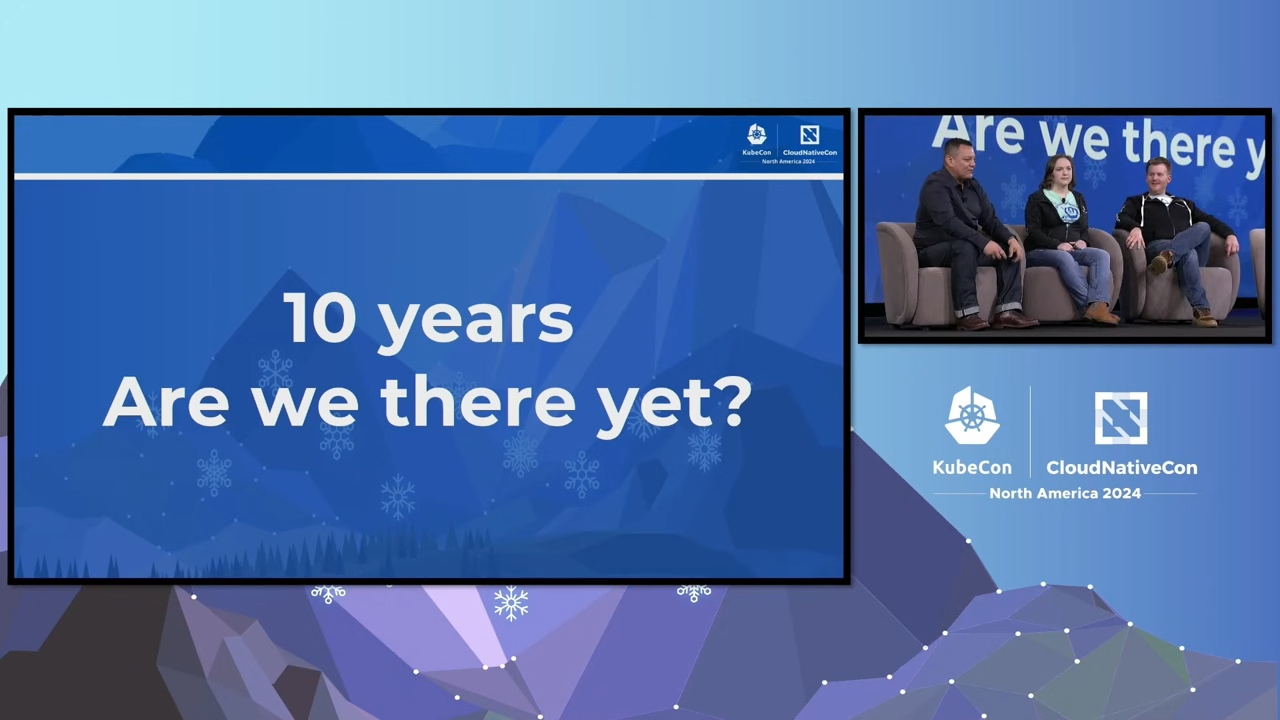 KubeCon
CloudNativeCon
North America 2024
10 years
Are we there yet?
Are we there y
KubeCon
CloudNativeCon
North America 2024